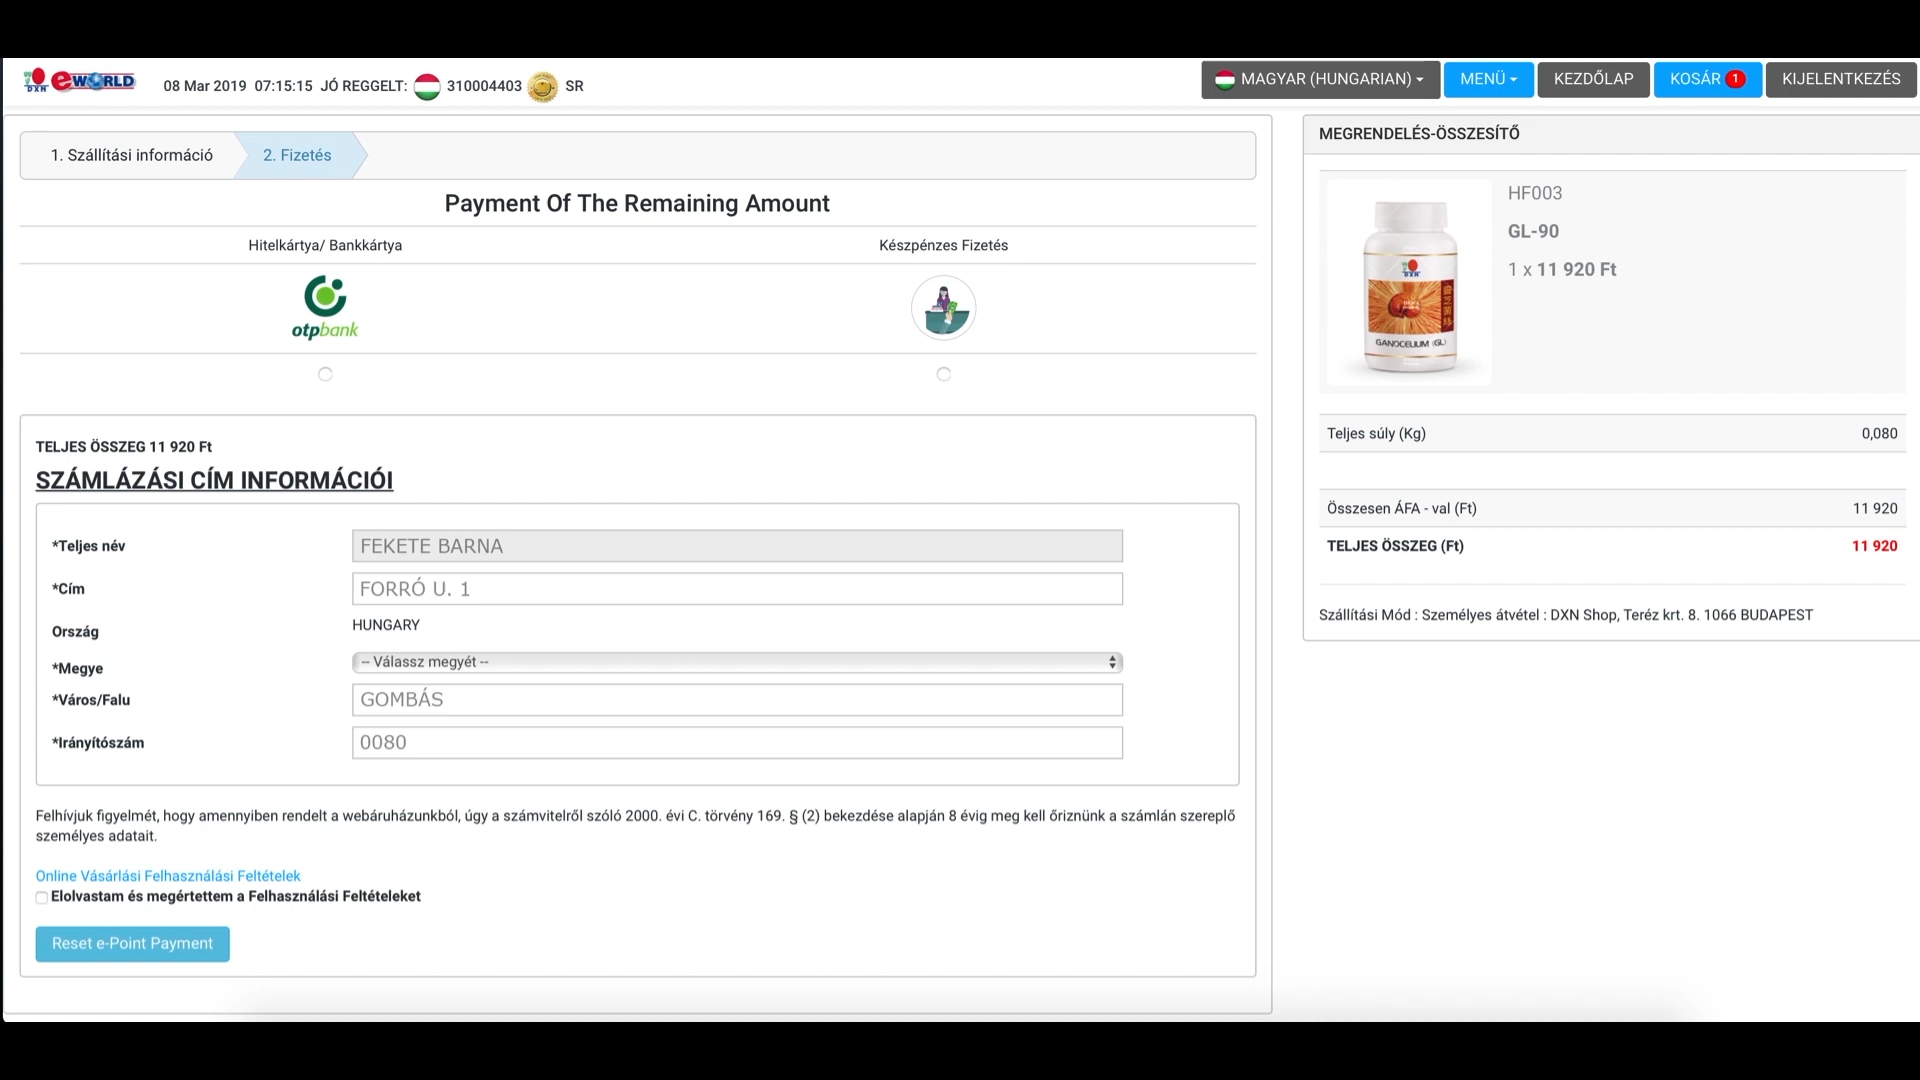 DXN eWORLD 08 Mar 2019 07:15:15 JÓ REGGELT: 310004403 SR MAGYAR (HUNGARIAN) MENÜ KEZDŐLAP KOSÁR 1 KIJELENTKEZÉS
1. Szállítási információ 2. Fizetés
Payment Of The Remaining Amount
Hitelkártya/ Bankkártya Készpénzes Fizetés
otpbank
TELJES ÖSSZEG 11 920 Ft
SZÁMLÁZÁSI CÍM INFORMÁCIÓI
*Teljes név FEKETE BARNA
*Cím FORRÓ U. 1
Ország HUNGARY
*Megye -- Válassz megyét --
*Város/Falu GOMBÁS
*Irányítószám 0080
Felhívjuk figyelmét, hogy amennyiben rendelt a webáruházunkból, úgy a számvitelről szóló 2000. évi C. törvény 169. § (2) bekezdése alapján 8 évig meg kell őriznünk a számlán szereplő
személyes adatait.
Online Vásárlási Felhasználási Feltételek
Elolvastam és megértettem a Felhasználási Feltételeket
Reset e-Point Payment
MEGRENDELÉS-ÖSSZESÍTŐ
HF003
GL-90
1 x 11 920 Ft
DXN
GANOCELIUM (GL)
Teljes súly (Kg) 0,080
Összesen ÁFA - val (Ft) 11 920
TELJES ÖSSZEG (Ft) 11 920
Szállítási Mód : Személyes átvétel : DXN Shop, Teréz krt. 8. 1066 BUDAPEST